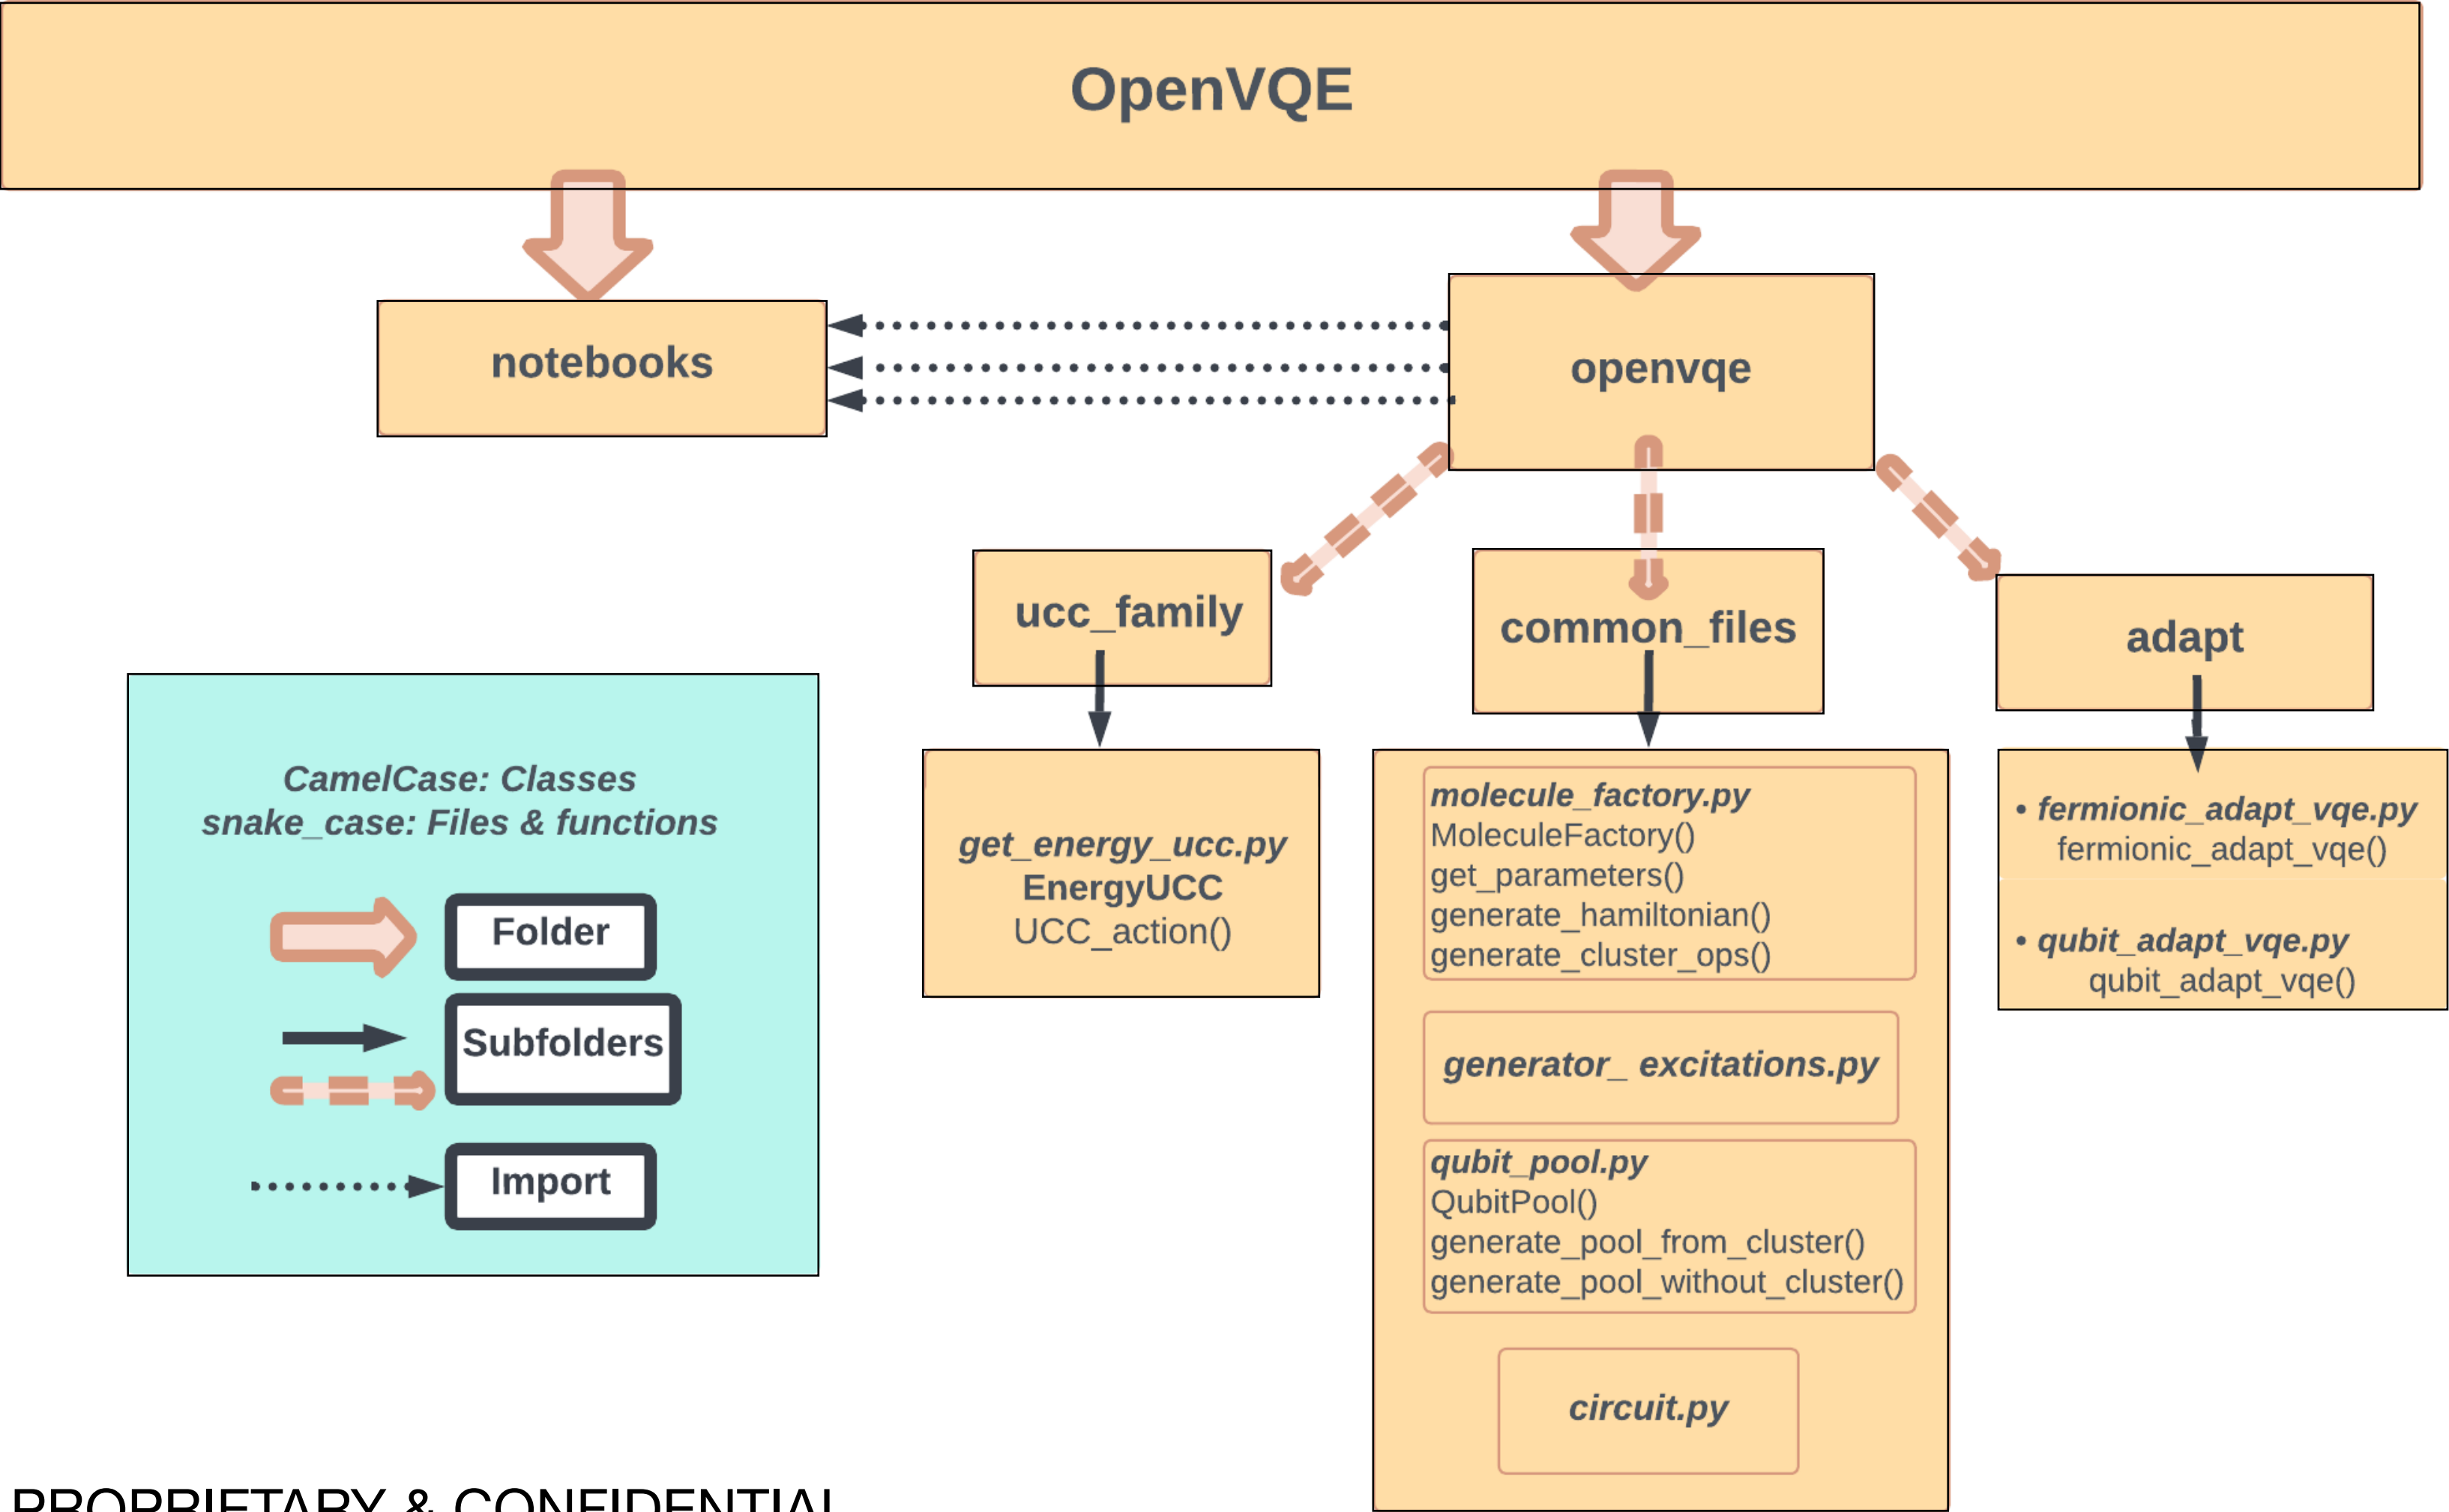 OpenVQE
notebooks
openvqe
ucc_family
common_files
adapt
CamelCase: Classes
snake_case: Files & functions
Folder
Subfolders
Import
get_energy_ucc.py
EnergyUCC
UCC_action()
molecule_factory.py
MoleculeFactory()
get_parameters()
generate_hamiltonian()
generate_cluster_ops()
generator_ excitations.py
qubit_pool.py
QubitPool()
generate_pool_from_cluster()
generate_pool_without_cluster()
circuit.py
• fermionic_adapt_vqe.py
fermionic_adapt_vqe()
• qubit_adapt_vqe.py
qubit_adapt_vqe()
PROPRIETARY & CONFIDENTIAL